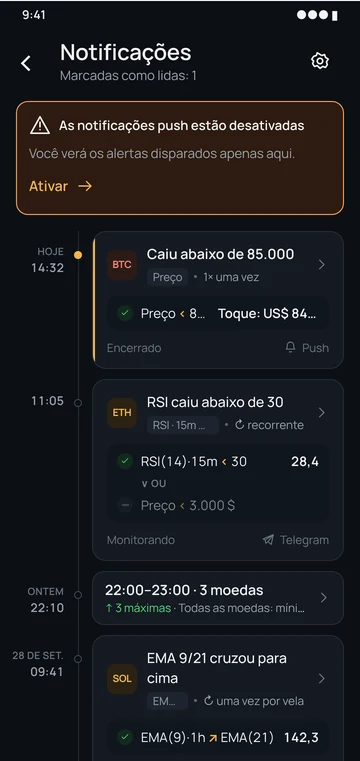 9:41
Notificações
Marcadas como lidas: 1
As notificações push estão desativadas
Você verá os alertas disparados apenas aqui.
Ativar →
HOJE
14:32
BTC
Caiu abaixo de 85.000
Preço • 1× uma vez
Preço < 8... Toque: US$ 84...
Encerrado Push
11:05
ETH
RSI caiu abaixo de 30
RSI · 15m ... • recorrente
RSI(14)·15m < 30 28,4
∨ OU
Preço < 3.000 $
Monitorando Telegram
ONTEM
22:10
22:00–23:00 · 3 moedas
↑ 3 máximas · Todas as moedas: míni...
28 DE SET.
09:41
SOL
EMA 9/21 cruzou para
cima
EM... • uma vez por vela
EMA(9)·1h ↗ EMA(21) 142,3